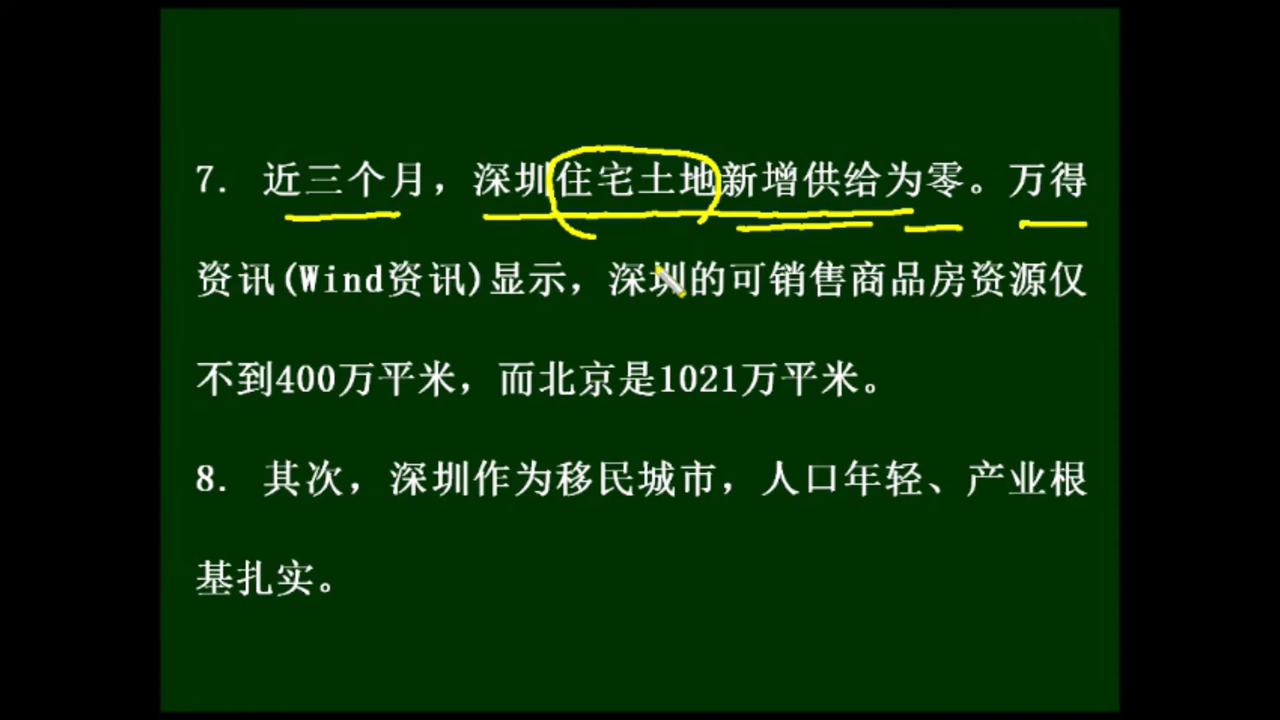 7. 近三个月，深圳住宅土地新增供给为零。万得
资讯(Wind资讯)显示，深圳的可销售商品房资源仅
不到400万平米，而北京是1021万平米。
8. 其次，深圳作为移民城市，人口年轻、产业根
基扎实。